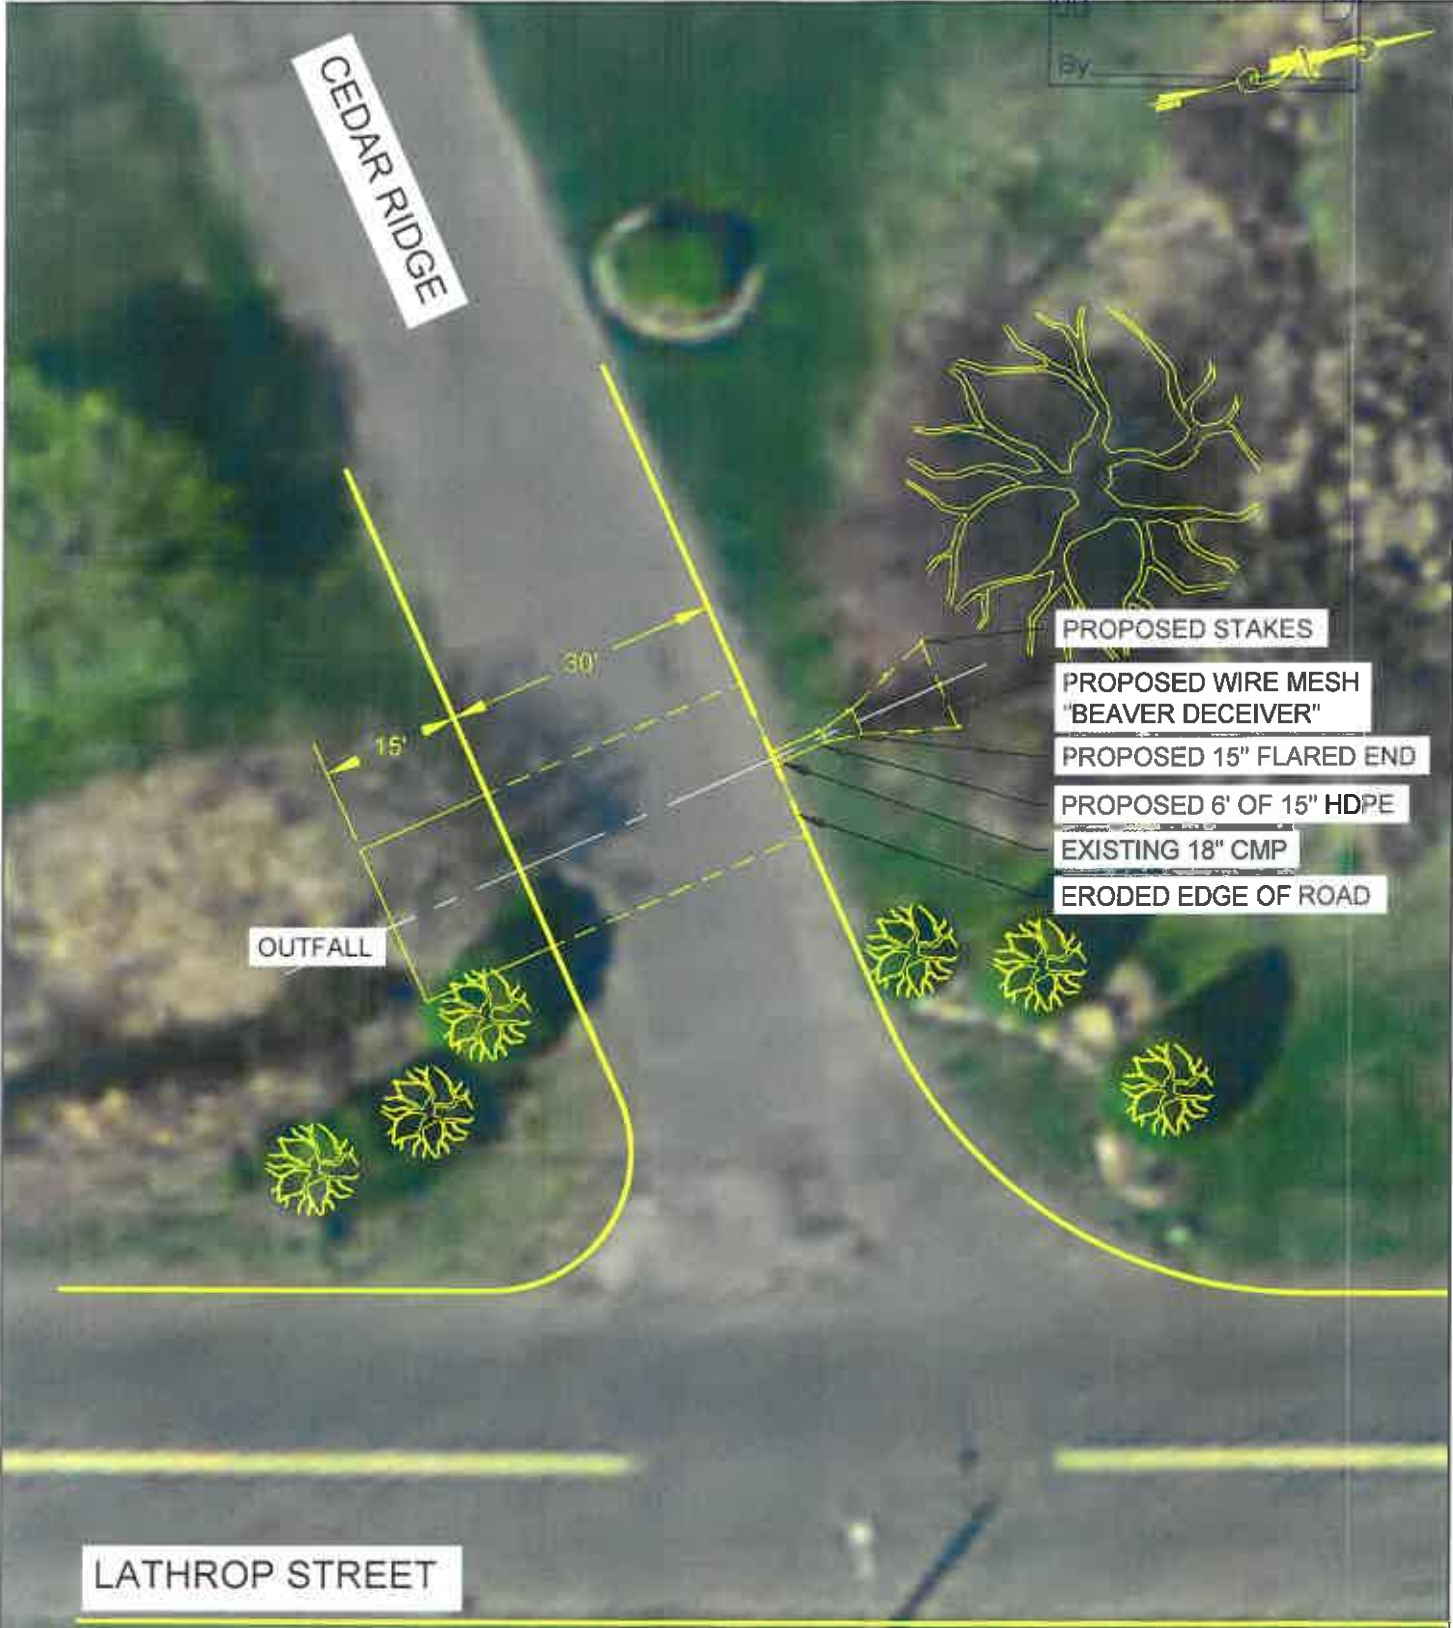 By
CEDAR RIDGE
N
PROPOSED STAKES
30'
PROPOSED WIRE MESH
"BEAVER DECEIVER"
15'
PROPOSED 15" FLARED END
PROPOSED 6' OF 15" HDPE
EXISTING 18" CMP
ERODED EDGE OF ROAD
OUTFALL
LATHROP STREET